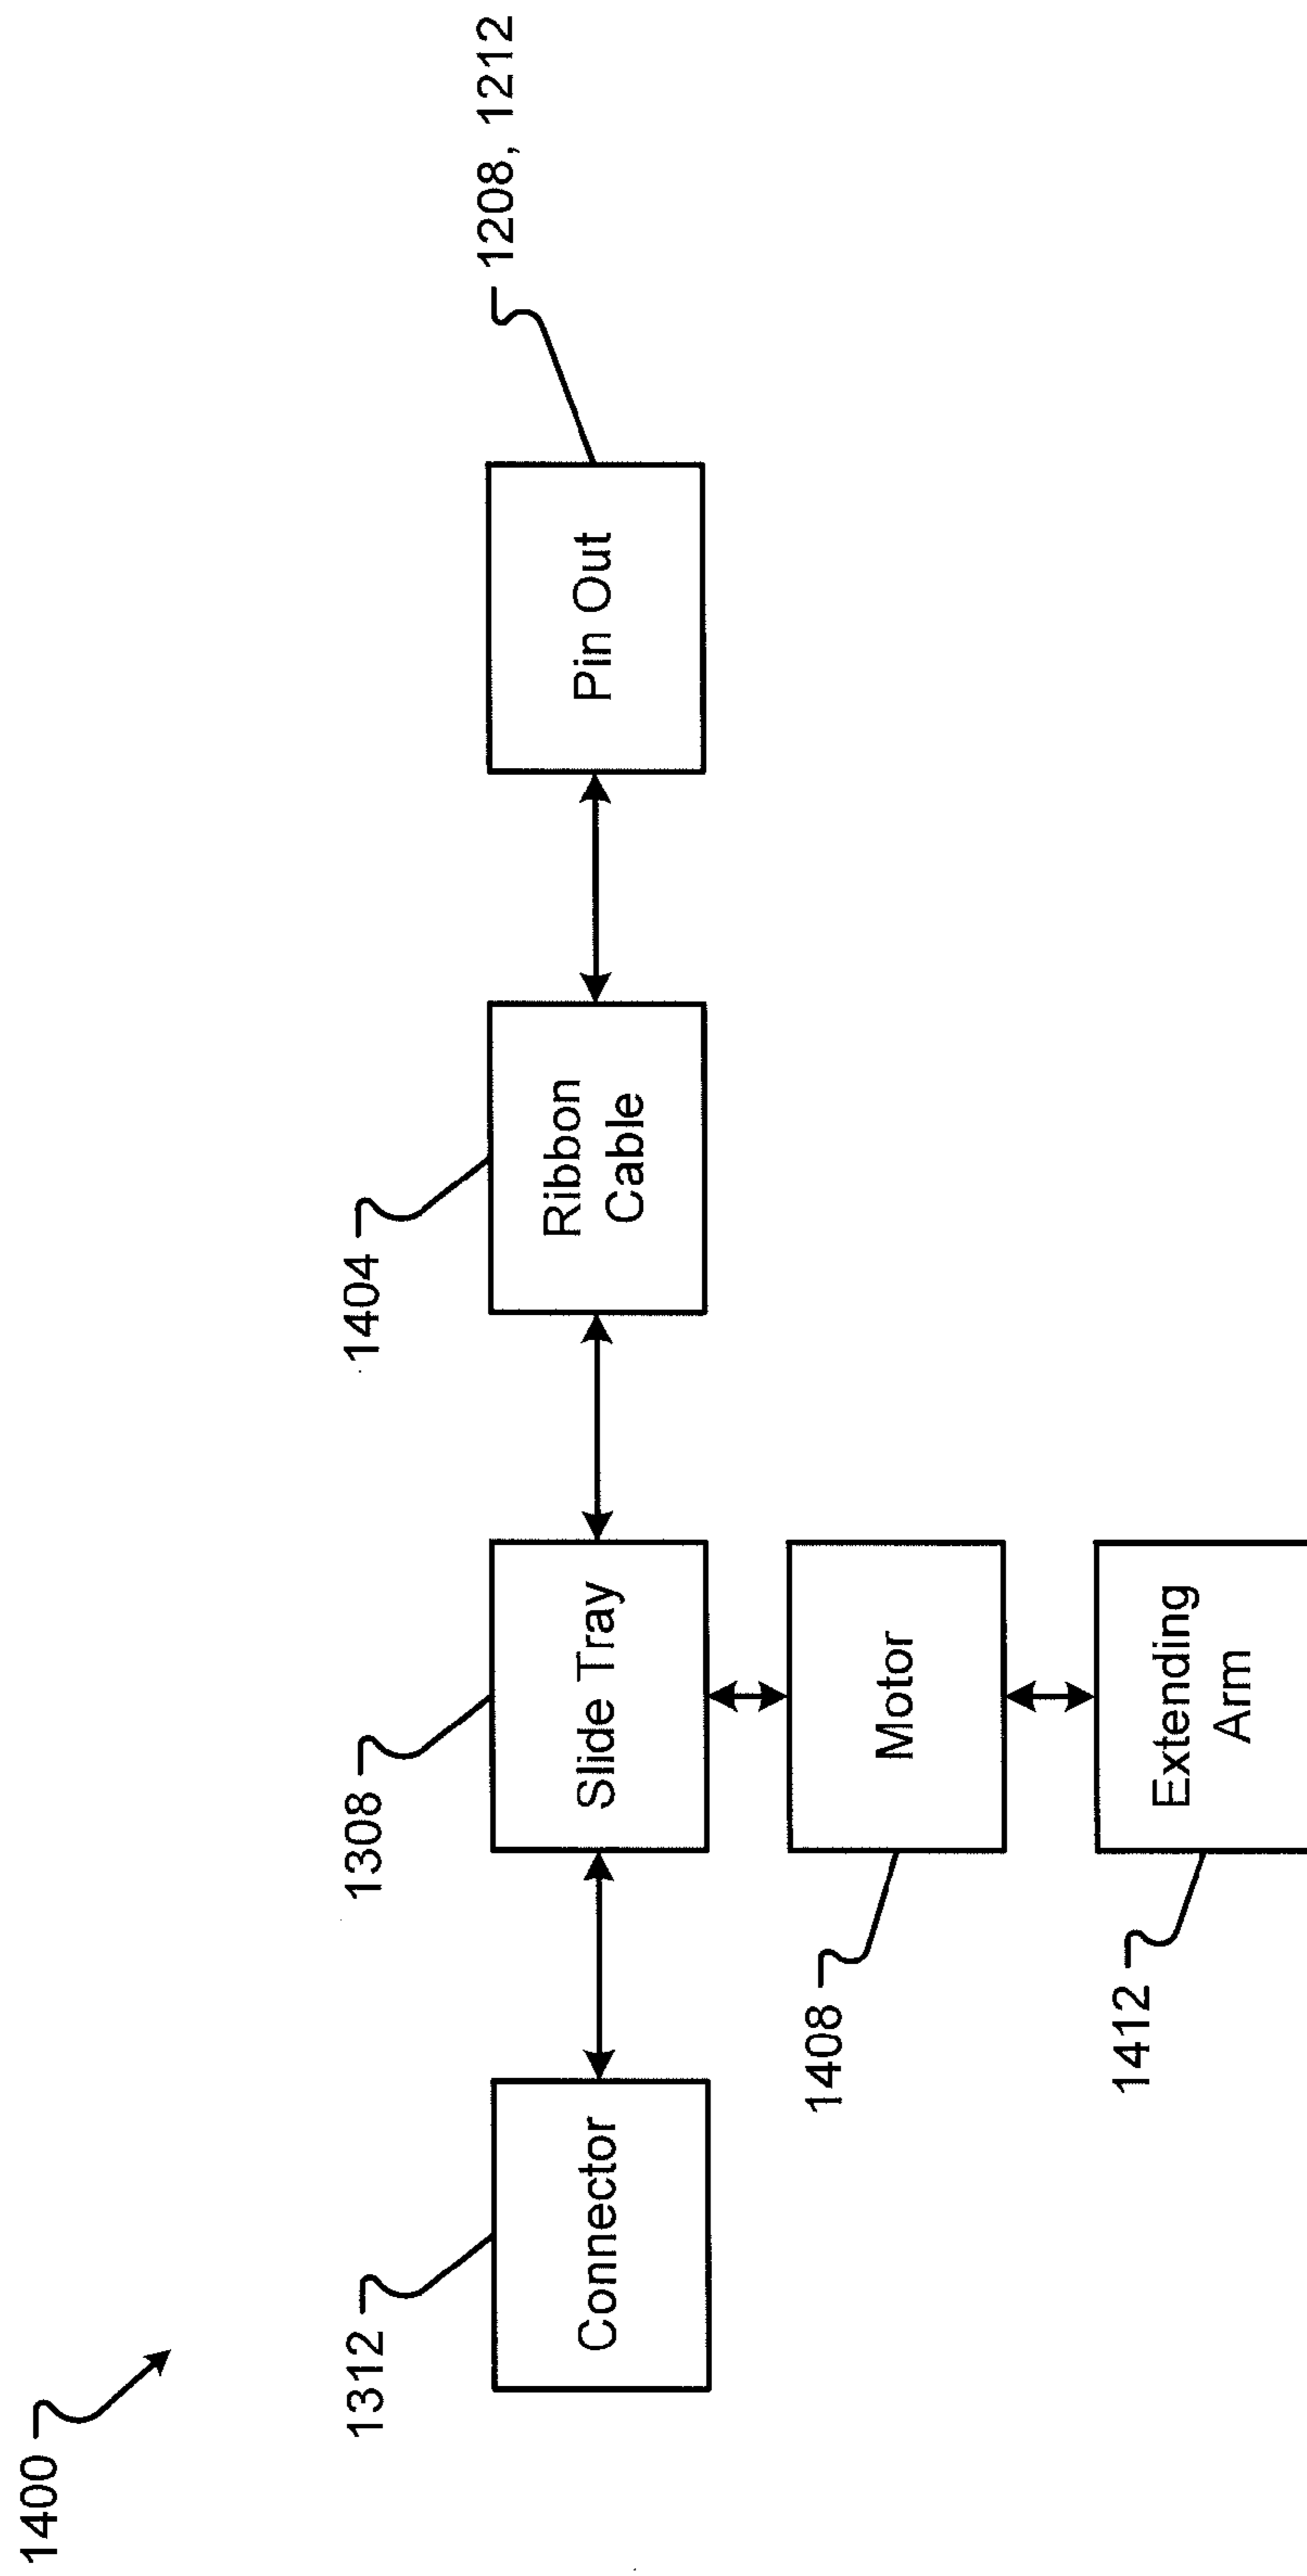 1400
1312
1308
1404
1208, 1212
Connector
Slide Tray
Ribbon
Cable
Pin Out
1408
Motor
1412
Extending
Arm